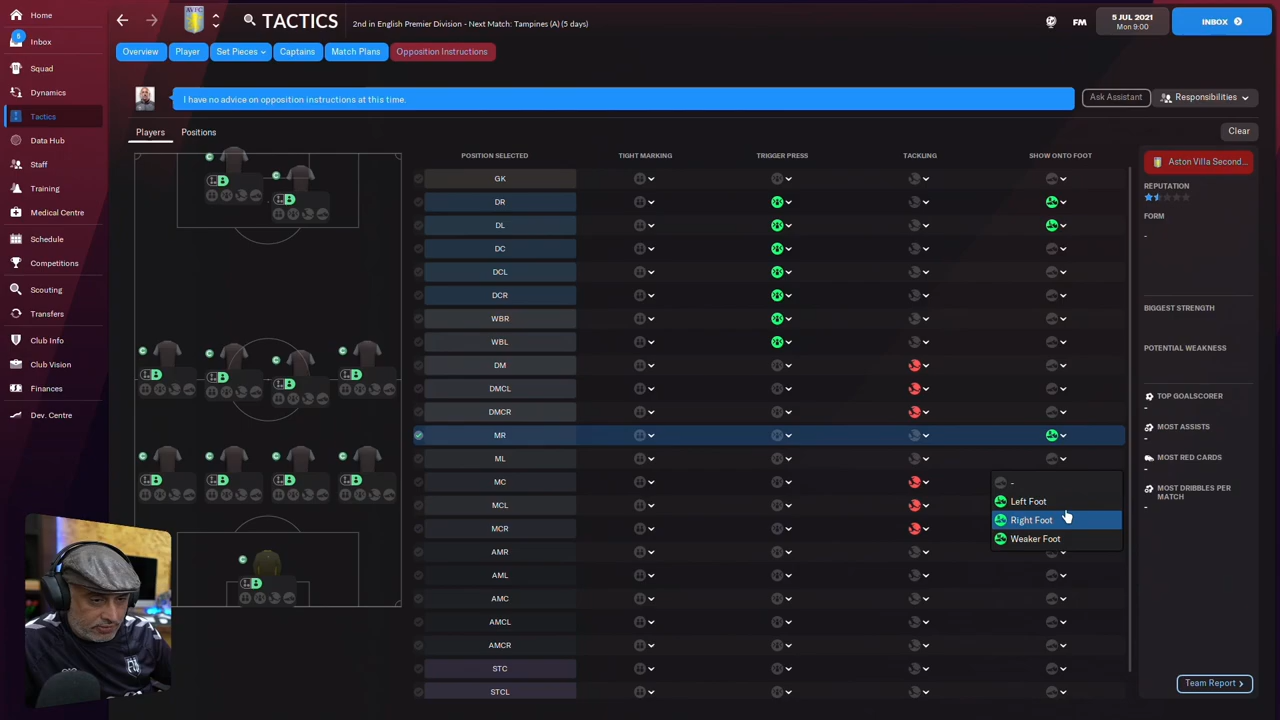 Home
AVFC
TACTICS
2nd in English Premier Division - Next Match: Tampines (A) (5 days)
FM
5 JUL 2021
Mon 9:00
INBOX
5
Inbox
Overview
Player
Set Pieces
Captains
Match Plans
Opposition Instructions
Squad
Dynamics
I have no advice on opposition instructions at this time.
Ask Assistant
Responsibilities
Tactics
Players
Positions
Clear
Data Hub
POSITION SELECTED
TIGHT MARKING
TRIGGER PRESS
TACKLING
SHOW ONTO FOOT
Aston Villa Second...
Staff
GK
REPUTATION
Training
DR
Medical Centre
DL
FORM
-
Schedule
DC
Competitions
DCL
Scouting
DCR
BIGGEST STRENGTH
Transfers
WBR
Club Info
WBL
POTENTIAL WEAKNESS
Club Vision
DM
Finances
DMCL
TOP GOALSCORER
-
Dev. Centre
DMCR
MOST ASSISTS
-
MR
ML
MOST RED CARDS
-
MC
-
MOST DRIBBLES PER
MATCH
-
MCL
Left Foot
MCR
Right Foot
Weaker Foot
AMR
AML
AMC
AMCL
AMCR
STC
STCL
Team Report